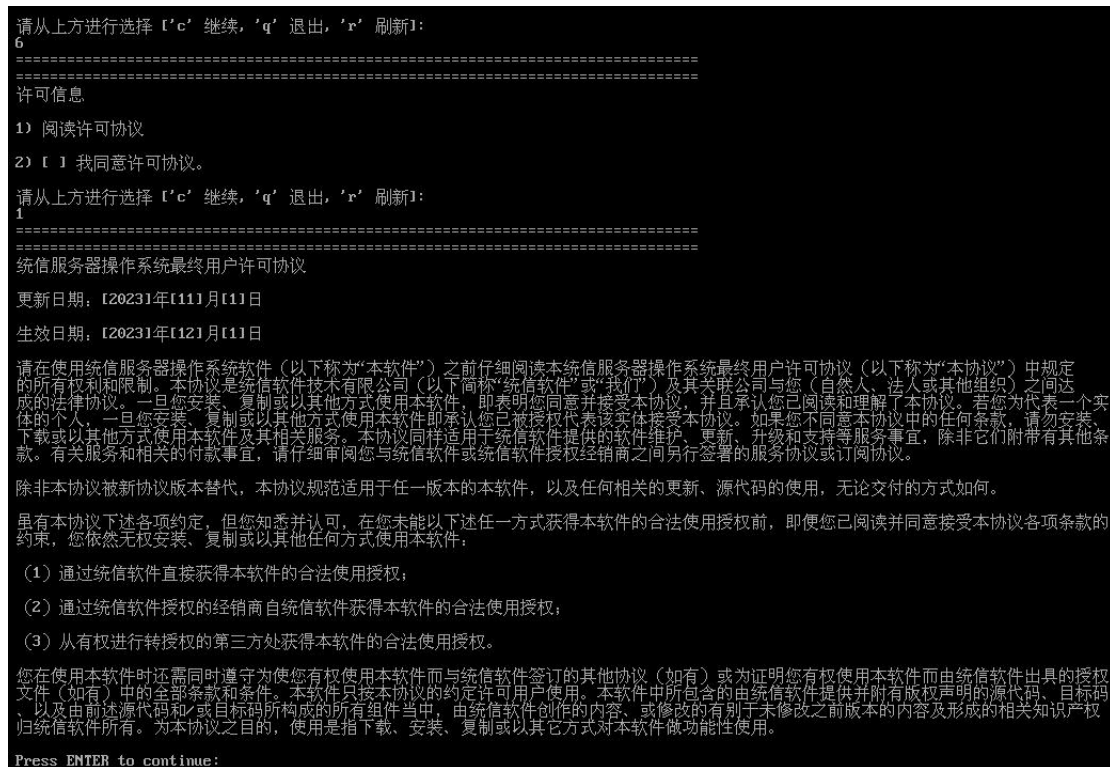 请从上方进行选择 ['c' 继续, 'q' 退出, 'r' 刷新]:
6
================================================================================
================================================================================
许可信息
1) 阅读许可协议
2) [ ] 我同意许可协议。
请从上方进行选择 ['c' 继续, 'q' 退出, 'r' 刷新]:
1
================================================================================
================================================================================
统信服务器操作系统最终用户许可协议
更新日期：[2023]年[11]月[1]日
生效日期：[2023]年[12]月[1]日
请在使用统信服务器操作系统软件（以下称为“本软件”）之前仔细阅读本统信服务器操作系统最终用户许可协议（以下称为“本协议”）中规定
的所有权利和限制。本协议是统信软件技术有限公司（以下简称“统信软件”或“我们”）及其关联公司与您（自然人、法人或其他组织）之间达
成的法律协议。一旦您安装、复制或以其他方式使用本软件，即表明您同意并接受本协议，并且承认您已阅读和理解了本协议。若您为代表一个实
体的个人，一旦您安装、复制或以其他方式使用本软件即承认您已被授权代表该实体接受本协议。如果您不同意本协议中的任何条款，请勿安装、
下载或以其他方式使用本软件及其相关服务。本协议同样适用于统信软件提供的软件维护、更新、升级和支持等服务事宜，除非它们附带有其他条
款。有关服务和相关的付款事宜，请仔细审阅您与统信软件或统信软件授权经销商之间另行签署的服务协议或订阅协议。
除非本协议被新协议版本替代，本协议规范适用于任一版本的本软件，以及任何相关的更新、源代码的使用，无论交付的方式如何。
虽有本协议下述各项约定，但您知悉并认可，在您未能以下述任一方式获得本软件的合法使用授权前，即便您已阅读并同意接受本协议各项条款的
约束，您依然无权安装、复制或以其他任何方式使用本软件：
（1）通过统信软件直接获得本软件的合法使用授权；
（2）通过统信软件授权的经销商自统信软件获得本软件的合法使用授权；
（3）从有权进行转授权的第三方处获得本软件的合法使用授权。
您在使用本软件时还需同时遵守为使您有权使用本软件而与统信软件签订的其他协议（如有）或为证明您有权使用本软件而由统信软件出具的授权
文件（如有）中的全部条款和条件。本软件只按本协议的约定许可用户使用。本软件中所包含的由统信软件提供并附有版权声明的源代码、目标码
、以及由前述源代码和/或目标码所构成的所有组件当中，由统信软件创作的内容、或修改的有别于未修改之前版本的内容及形成的相关知识产权
归统信软件所有。为本协议之目的，使用是指下载、安装、复制或以其它方式对本软件做功能性使用。
Press ENTER to continue: